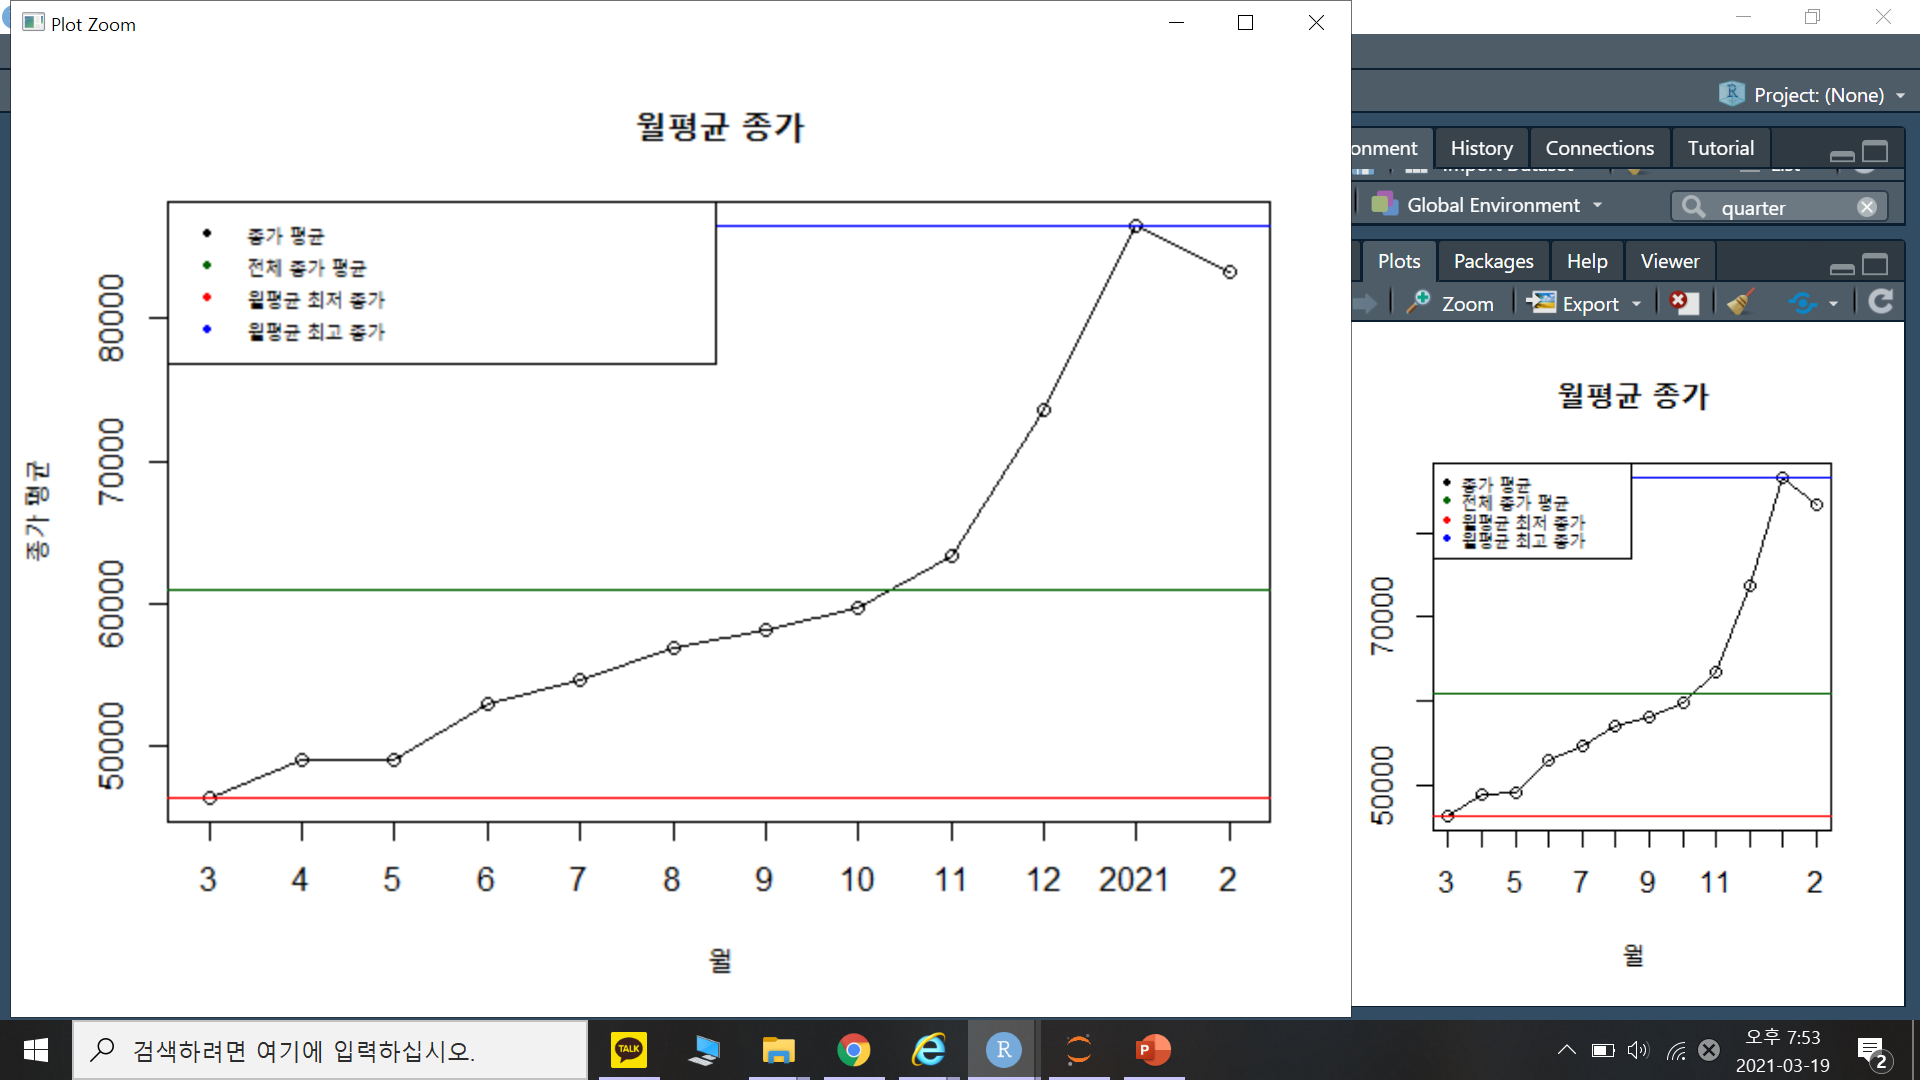 Plot Zoom
월평균 종가
종가 평균
전체 종가 평균
월평균 최저 종가
월평균 최고 종가
종가 평균
80000
70000
60000
50000
3 4 5 6 7 8 9 10 11 12 2021 2
월
Project: (None)
onment History Connections Tutorial
Import Dataset
List
Global Environment
quarter
Plots Packages Help Viewer
Zoom Export
월평균 종가
종가 평균
전체 종가 평균
월평균 최저 종가
월평균 최고 종가
70000
50000
3 5 7 9 11 2
월
검색하려면 여기에 입력하십시오.
TALK
R
P
오후 7:53
2021-03-19
2